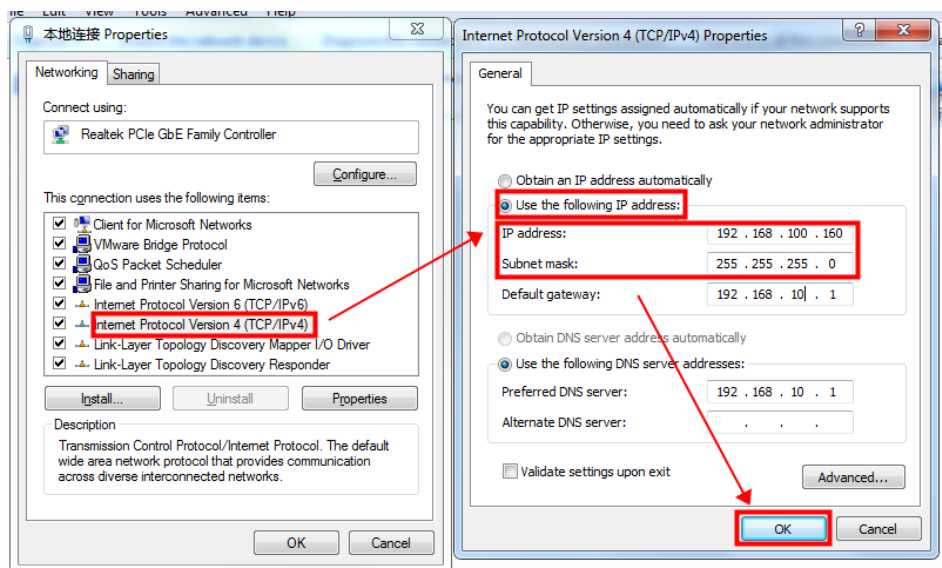 Edit View Tools Advanced Help
本地连接 Properties
Networking Sharing
Connect using:
Realtek PCIe GbE Family Controller
Configure...
This connection uses the following items:
Client for Microsoft Networks
VMware Bridge Protocol
QoS Packet Scheduler
File and Printer Sharing for Microsoft Networks
Internet Protocol Version 6 (TCP/IPv6)
Internet Protocol Version 4 (TCP/IPv4)
Link-Layer Topology Discovery Mapper I/O Driver
Link-Layer Topology Discovery Responder
Install... Uninstall Properties
Description
Transmission Control Protocol/Internet Protocol. The default
wide area network protocol that provides communication
across diverse interconnected networks.
OK Cancel
Internet Protocol Version 4 (TCP/IPv4) Properties
General
You can get IP settings assigned automatically if your network supports
this capability. Otherwise, you need to ask your network administrator
for the appropriate IP settings.
Obtain an IP address automatically
Use the following IP address:
IP address: 192 . 168 . 100 . 160
Subnet mask: 255 . 255 . 255 . 0
Default gateway: 192 . 168 . 10 . 1
Obtain DNS server address automatically
Use the following DNS server addresses:
Preferred DNS server: 192 . 168 . 10 . 1
Alternate DNS server: . . .
Validate settings upon exit
Advanced...
OK Cancel